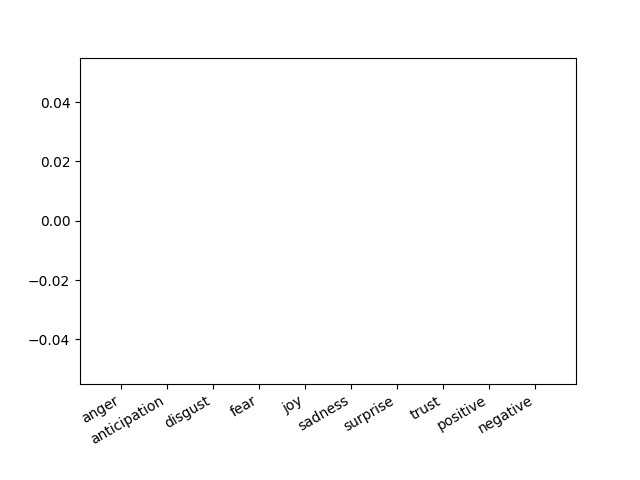 0.04
0.02
0.00
−0.02
−0.04
anger
anticipation
disgust
fear
joy
sadness
surprise
trust
positive
negative